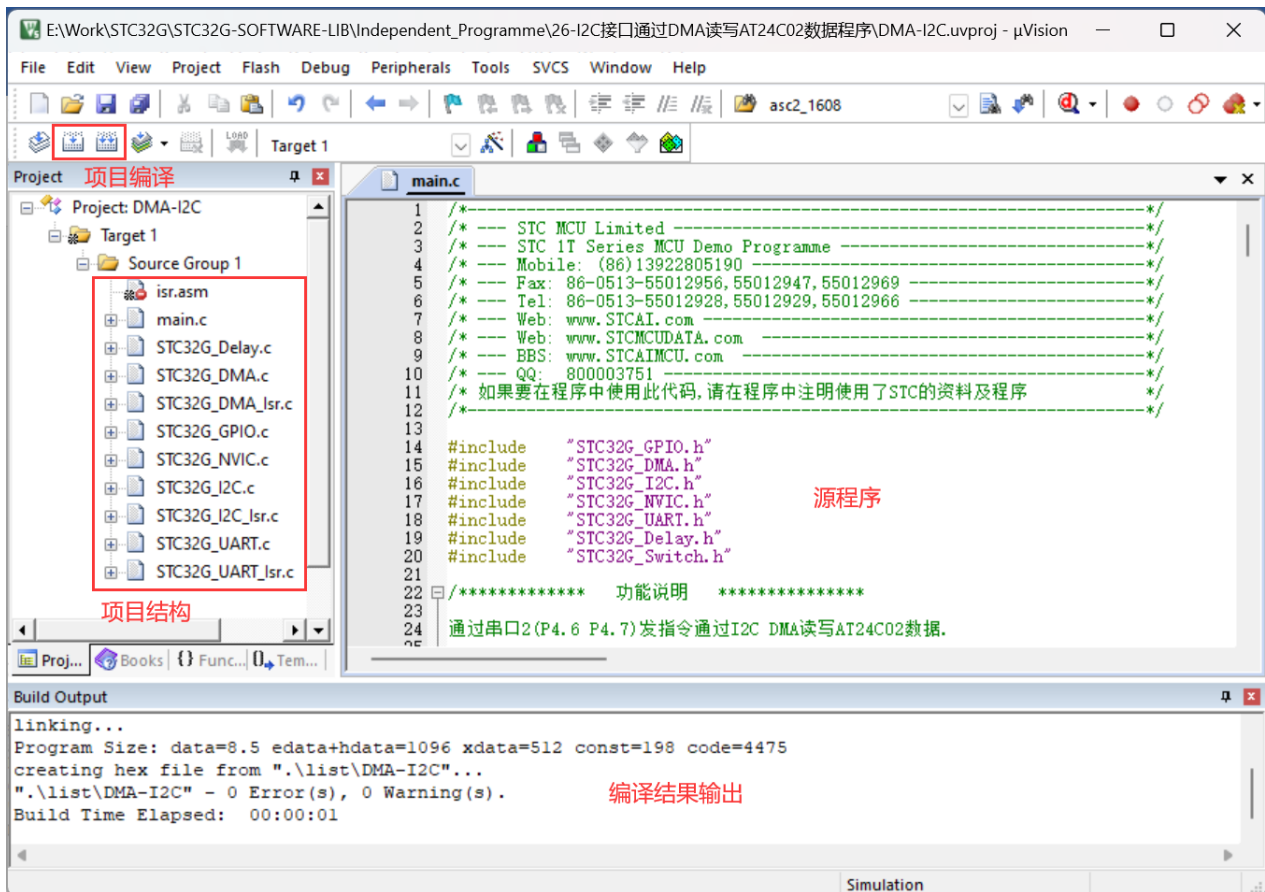 E:\Work\STC32G\STC32G-SOFTWARE-LIB\Independent_Programme\26-I2C接口通过DMA读写AT24C02数据程序\DMA-I2C.uvproj - µVision
File Edit View Project Flash Debug Peripherals Tools SVCS Window Help
asc2_1608
LOAD
Target 1
Project 项目编译
Project: DMA-I2C
Target 1
Source Group 1
isr.asm
main.c
STC32G_Delay.c
STC32G_DMA.c
STC32G_DMA_Isr.c
STC32G_GPIO.c
STC32G_NVIC.c
STC32G_I2C.c
STC32G_I2C_Isr.c
STC32G_UART.c
STC32G_UART_Isr.c
项目结构
Proj... Books {} Func... Tem...
main.c
1 /*---------------------------------------------------------------------*/
2 /* --- STC MCU Limited ------------------------------------------------*/
3 /* --- STC 1T Series MCU Demo Programme -------------------------------*/
4 /* --- Mobile: (86)13922805190 ----------------------------------------*/
5 /* --- Fax: 86-0513-55012956,55012947,55012969 ------------------------*/
6 /* --- Tel: 86-0513-55012928,55012929,55012966 ------------------------*/
7 /* --- Web: www.STCAI.com ---------------------------------------------*/
8 /* --- Web: www.STCMCUDATA.com ---------------------------------------*/
9 /* --- BBS: www.STCAIMCU.com -----------------------------------------*/
10 /* --- QQ: 800003751 -------------------------------------------------*/
11 /* 如果要在程序中使用此代码,请在程序中注明使用了STC的资料及程序 */
12 /*---------------------------------------------------------------------*/
13
14 #include "STC32G_GPIO.h"
15 #include "STC32G_DMA.h"
16 #include "STC32G_I2C.h"
17 #include "STC32G_NVIC.h"
18 #include "STC32G_UART.h"
19 #include "STC32G_Delay.h"
20 #include "STC32G_Switch.h"
21
22 /************* 功能说明 ***************
23
24 通过串口2(P4.6 P4.7)发指令通过I2C DMA读写AT24C02数据.
25
源程序
Build Output
linking...
Program Size: data=8.5 edata+hdata=1096 xdata=512 const=198 code=4475
creating hex file from ".\list\DMA-I2C"...
".\list\DMA-I2C" - 0 Error(s), 0 Warning(s).
Build Time Elapsed: 00:00:01
编译结果输出
Simulation